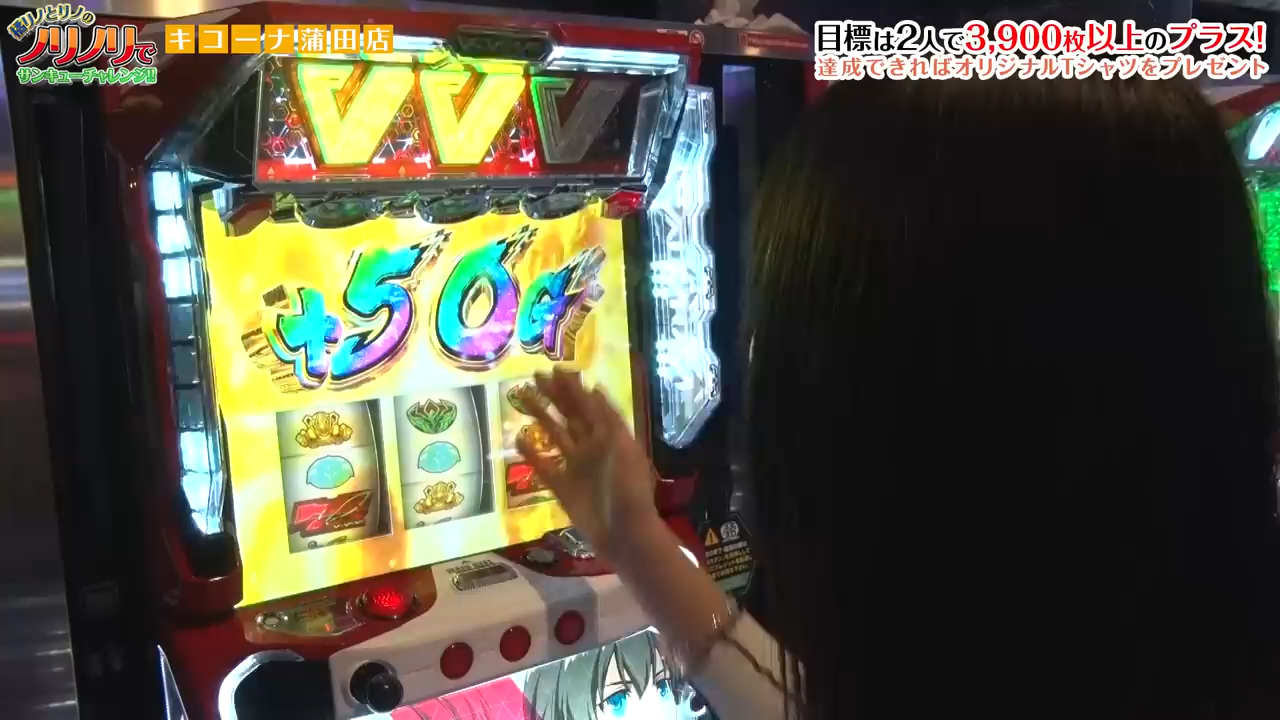 橘リノとリノの
ノリノリで
サンキューチャレンジ!!
キコーナ蒲田店
目標は2人で3,900枚以上のプラス!
達成できればオリジナルTシャツをプレゼント
VVV
+50G